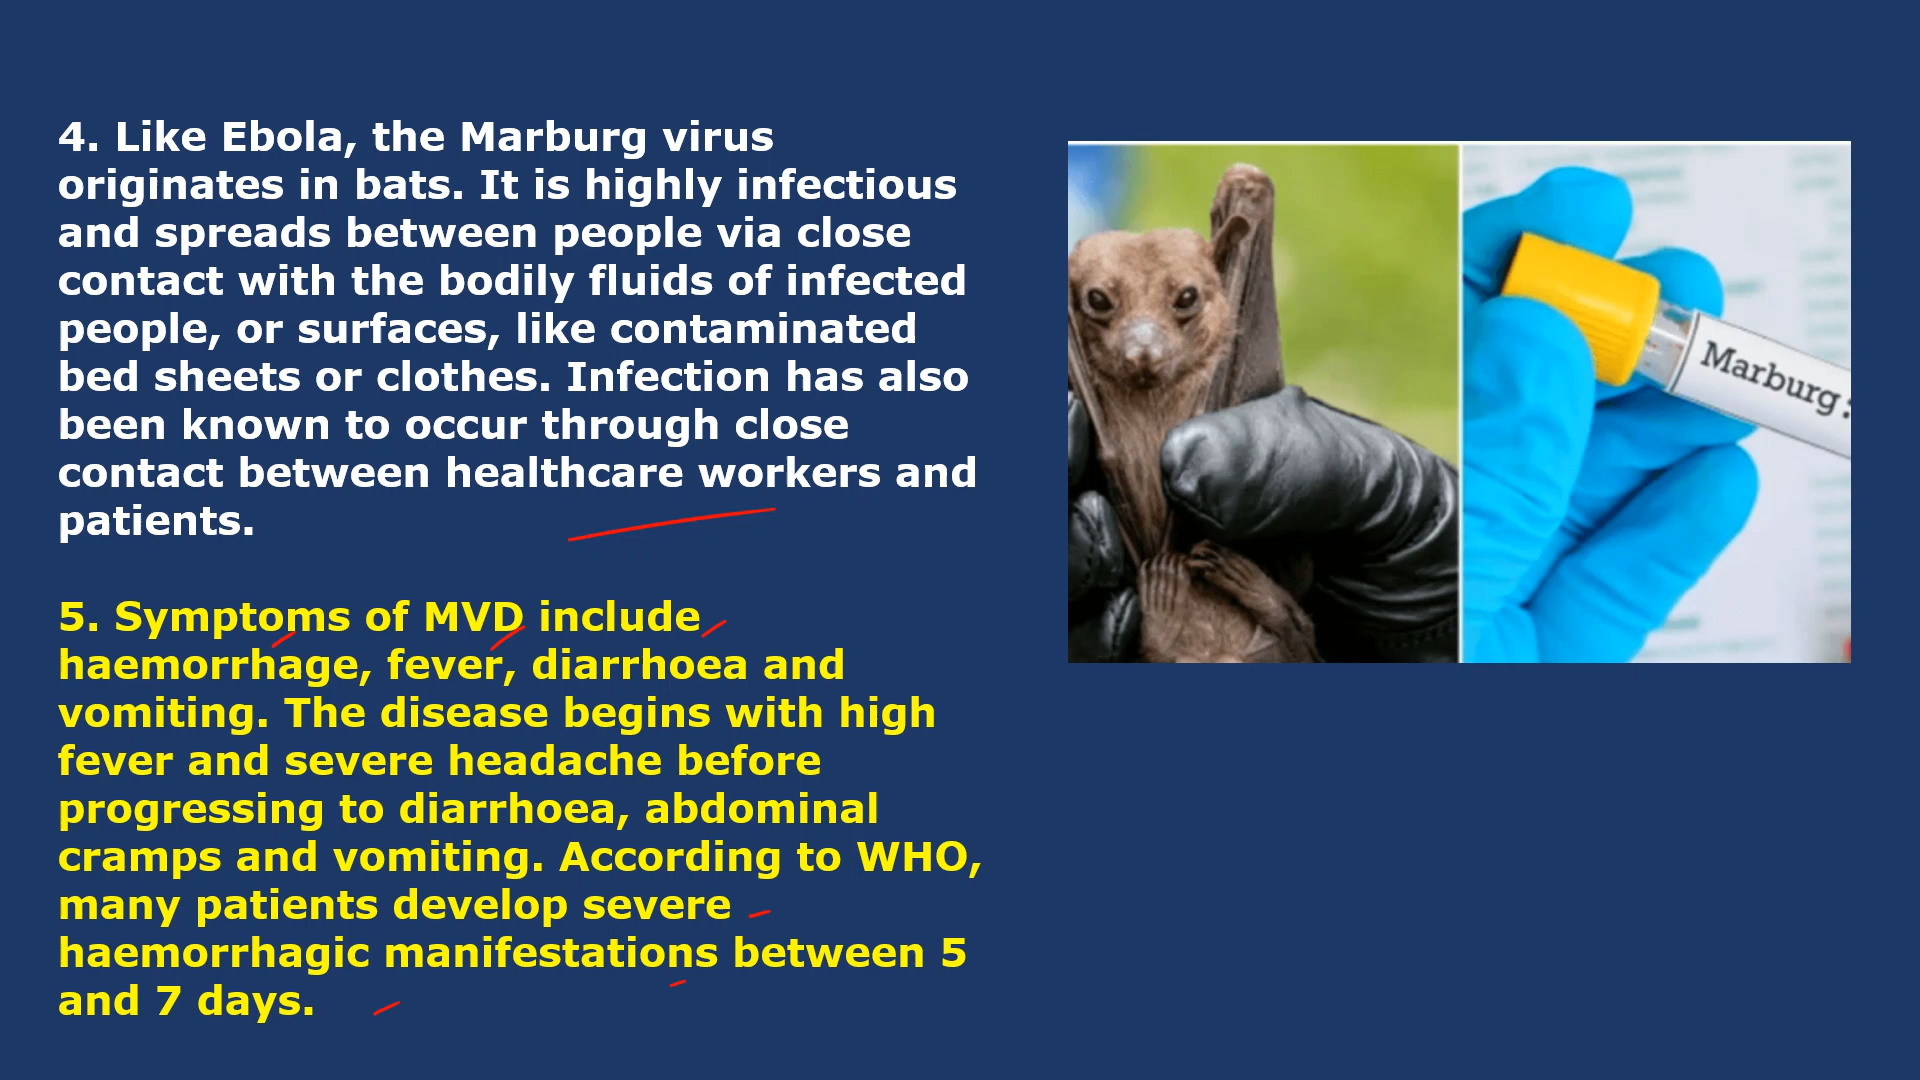 4. Like Ebola, the Marburg virus
originates in bats. It is highly infectious
and spreads between people via close
contact with the bodily fluids of infected
people, or surfaces, like contaminated
bed sheets or clothes. Infection has also
been known to occur through close
contact between healthcare workers and
patients.
5. Symptoms of MVD include
haemorrhage, fever, diarrhoea and
vomiting. The disease begins with high
fever and severe headache before
progressing to diarrhoea, abdominal
cramps and vomiting. According to WHO,
many patients develop severe
haemorrhagic manifestations between 5
and 7 days.
Marburg: